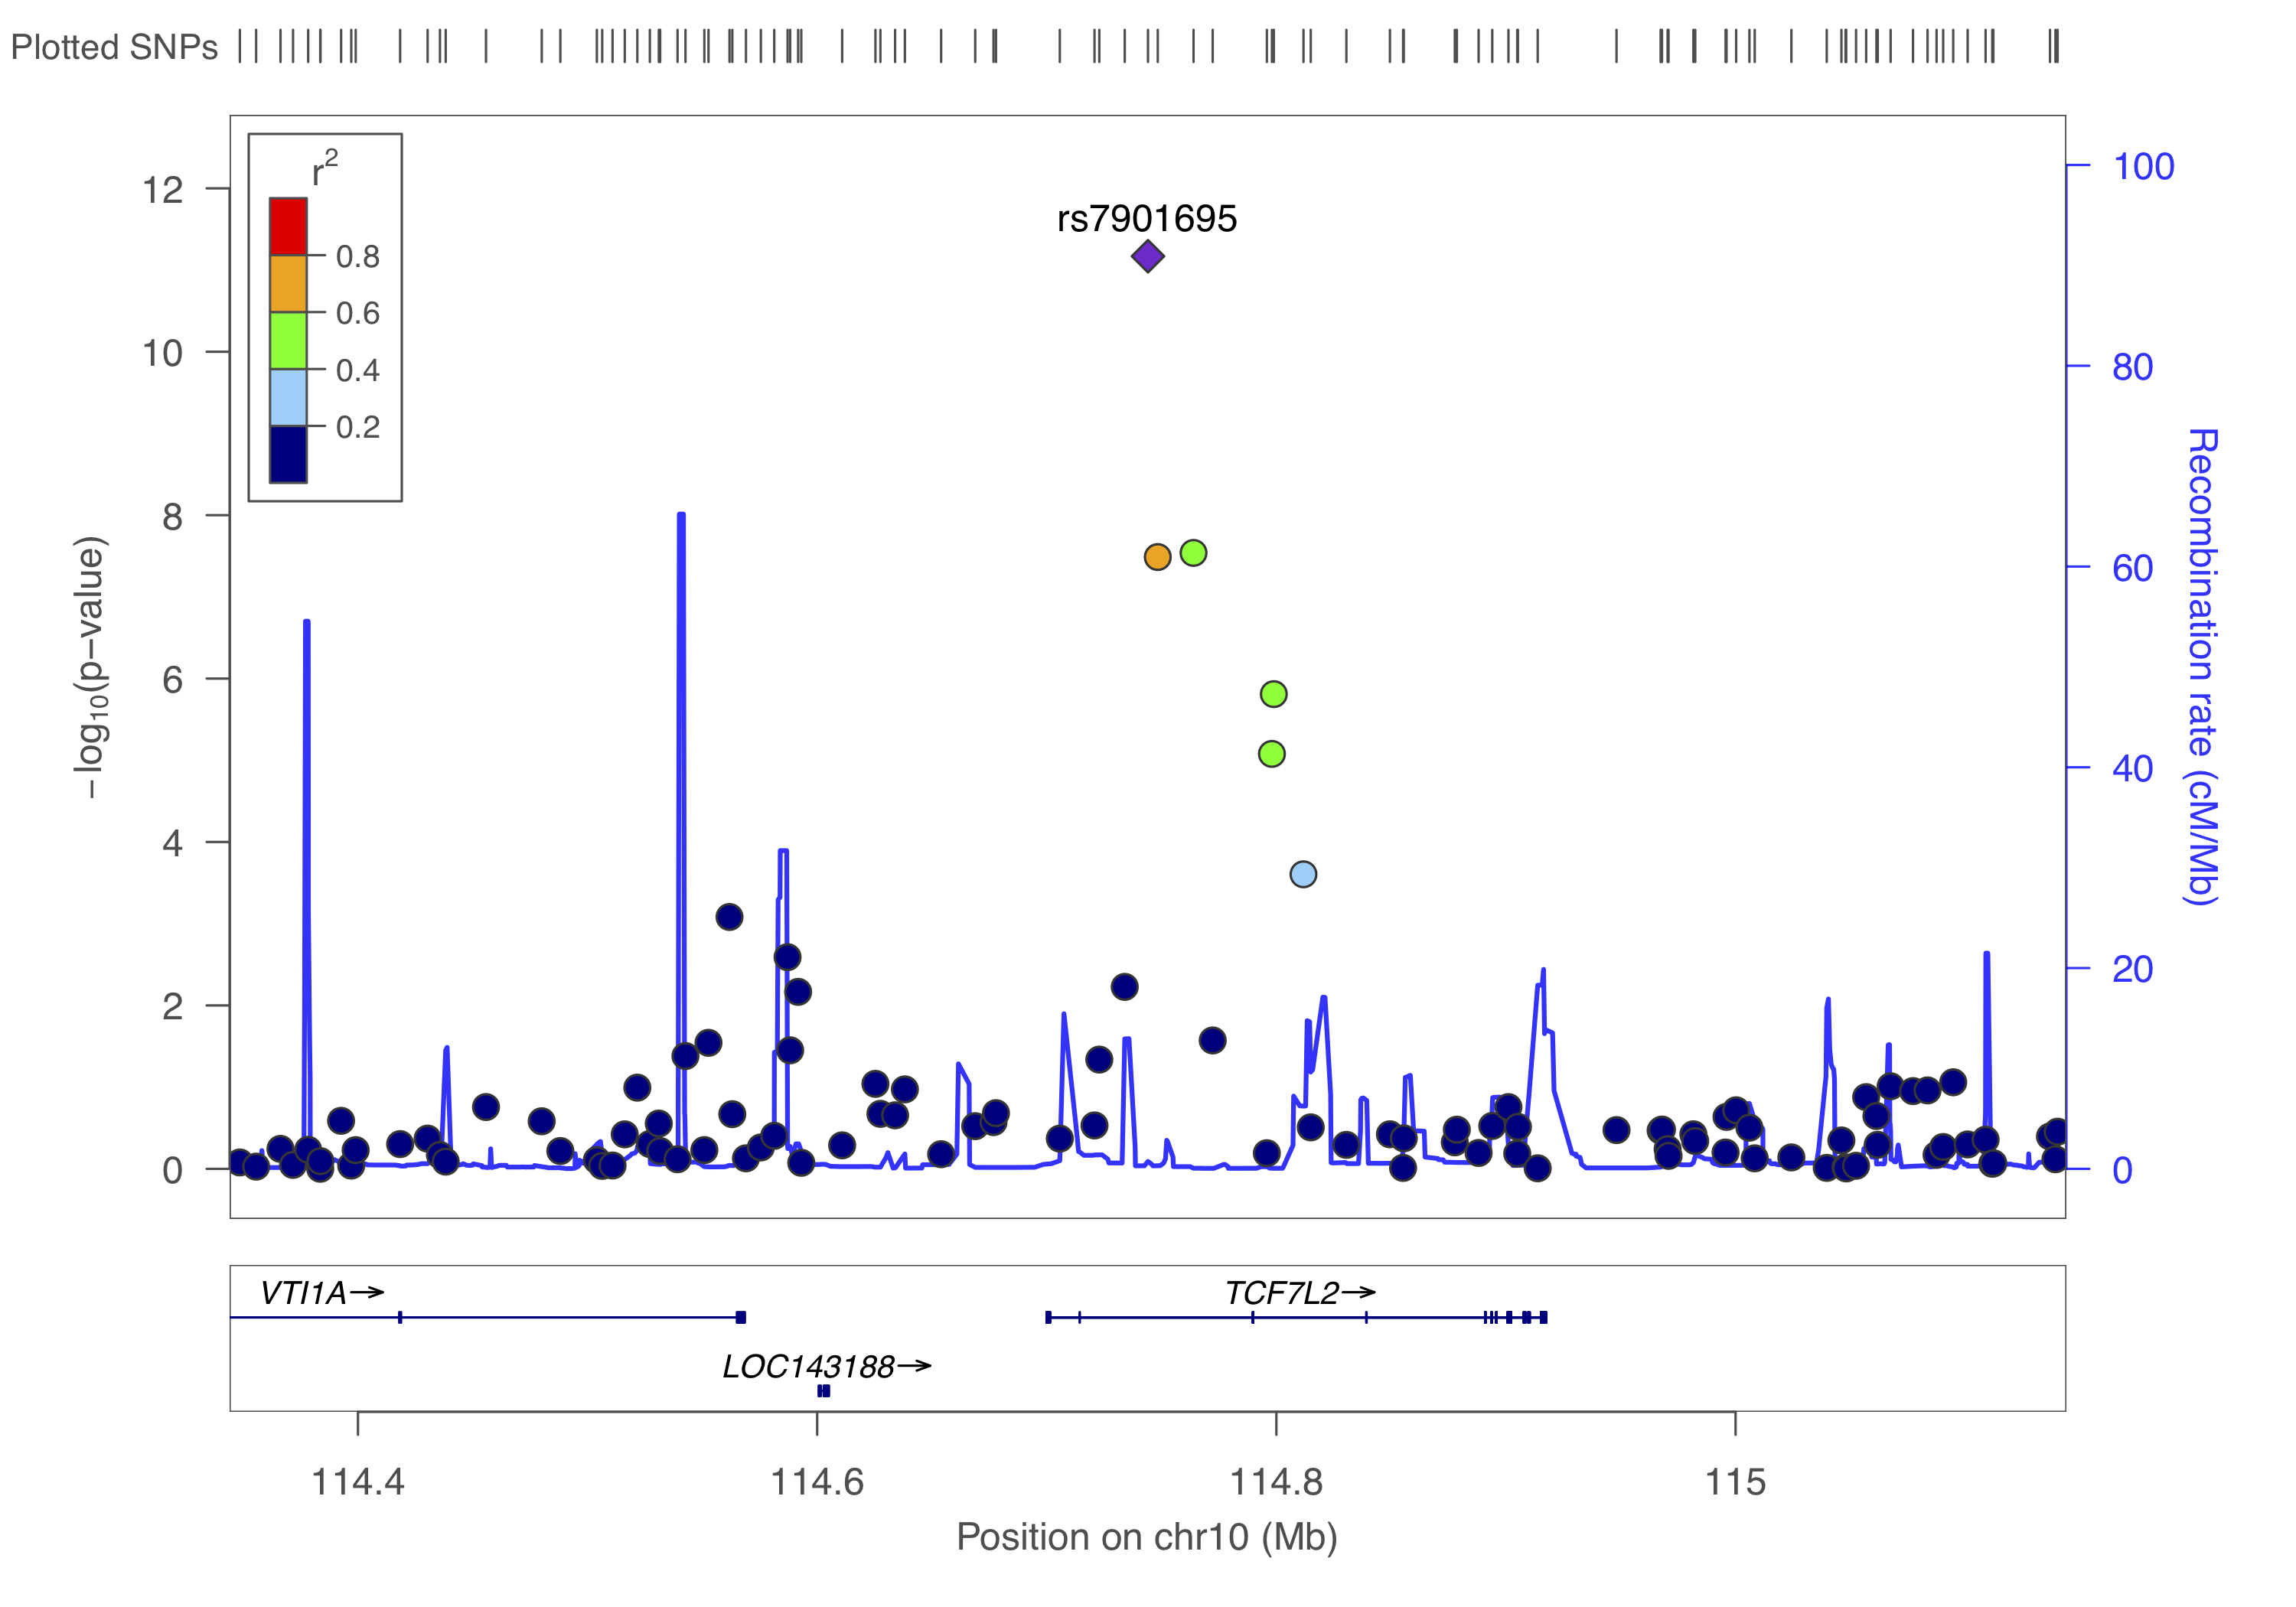 Plotted SNPs
r2
0.8
0.6
0.4
0.2
rs7901695
12
10
8
6
4
2
0
−log10(p−value)
100
80
60
40
20
0
Recombination rate (cM/Mb)
VTI1A→
TCF7L2→
LOC143188→
114.4 114.6 114.8 115
Position on chr10 (Mb)